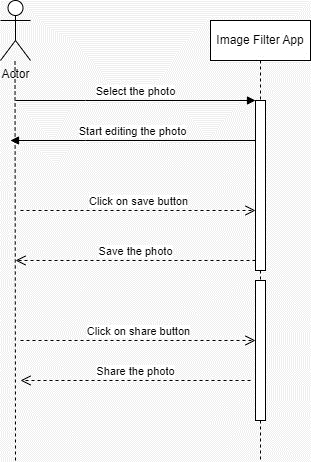 Image Filter App
Actor
Select the photo
Start editing the photo
Click on save button
Save the photo
Click on share button
Share the photo